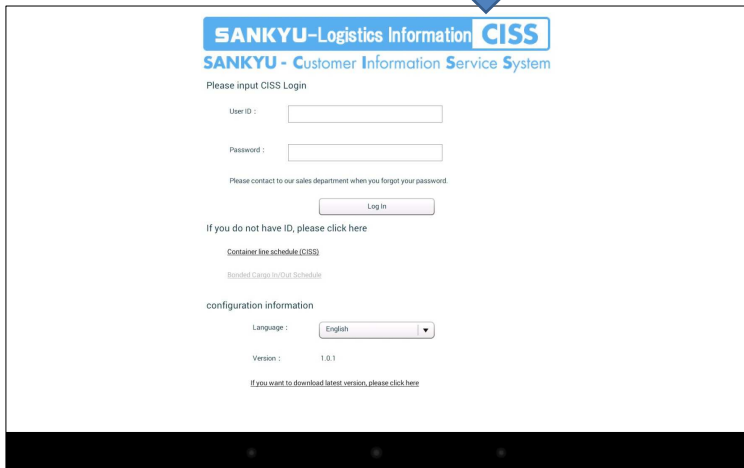 SANKYU-Logistics Information CISS
SANKYU - Customer Information Service System
Please input CISS Login
User ID :
Password :
Please contact to our sales department when you forgot your password.
Log In
If you do not have ID, please click here
Container line schedule (CISS)
Bonded Cargo In/Out Schedule
configuration information
Language : English
Version : 1.0.1
If you want to download latest version, please click here